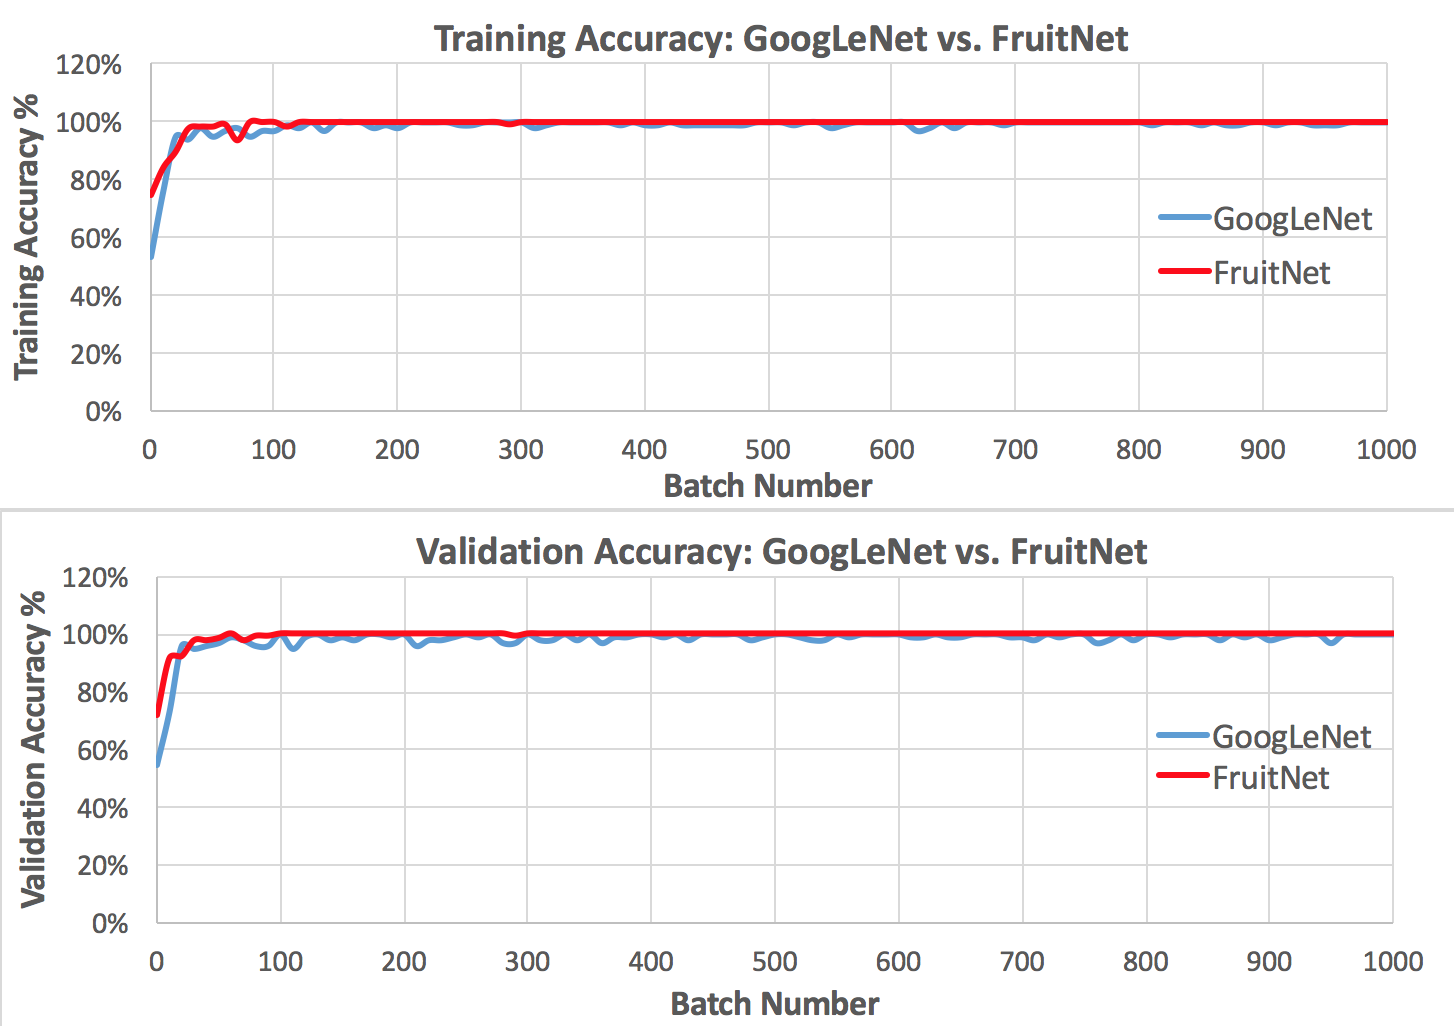 Training Accuracy: GoogLeNet vs. FruitNet
Training Accuracy %
120%
100%
80%
60%
40%
20%
0%
GoogLeNet
FruitNet
0 100 200 300 400 500 600 700 800 900 1000
Batch Number
Validation Accuracy: GoogLeNet vs. FruitNet
Validation Accuracy %
120%
100%
80%
60%
40%
20%
0%
GoogLeNet
FruitNet
0 100 200 300 400 500 600 700 800 900 1000
Batch Number